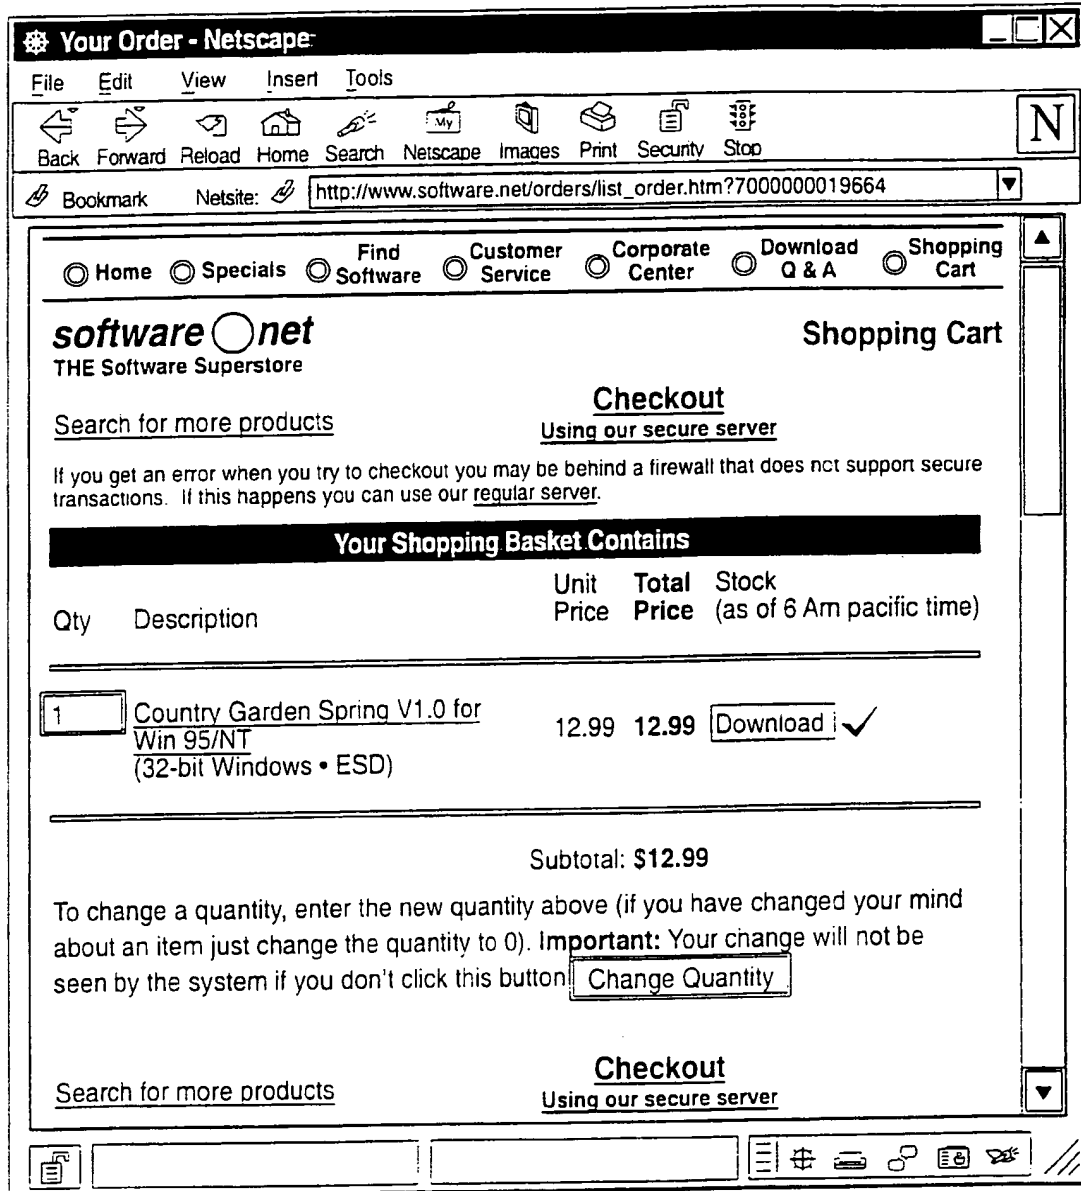 Your Order - Netscape
File Edit View Insert Tools
My
N
Back Forward Reload Home Search Netscape Images Print Security Stop
Bookmark Netsite: http://www.software.net/orders/list_order.htm?7000000019664
Home Specials Find Software Customer Service Corporate Center Download Q & A Shopping Cart
software net
THE Software Superstore
Shopping Cart
Search for more products
Checkout
Using our secure server
If you get an error when you try to checkout you may be behind a firewall that does not support secure
transactions. If this happens you can use our regular server.
Your Shopping Basket Contains
Qty Description Unit Price Total Price Stock (as of 6 Am pacific time)
1 Country Garden Spring V1.0 for 12.99 12.99 Download
Win 95/NT
(32-bit Windows • ESD)
Subtotal: $12.99
To change a quantity, enter the new quantity above (if you have changed your mind
about an item just change the quantity to 0). Important: Your change will not be
seen by the system if you don't click this button Change Quantity
Search for more products
Checkout
Using our secure server